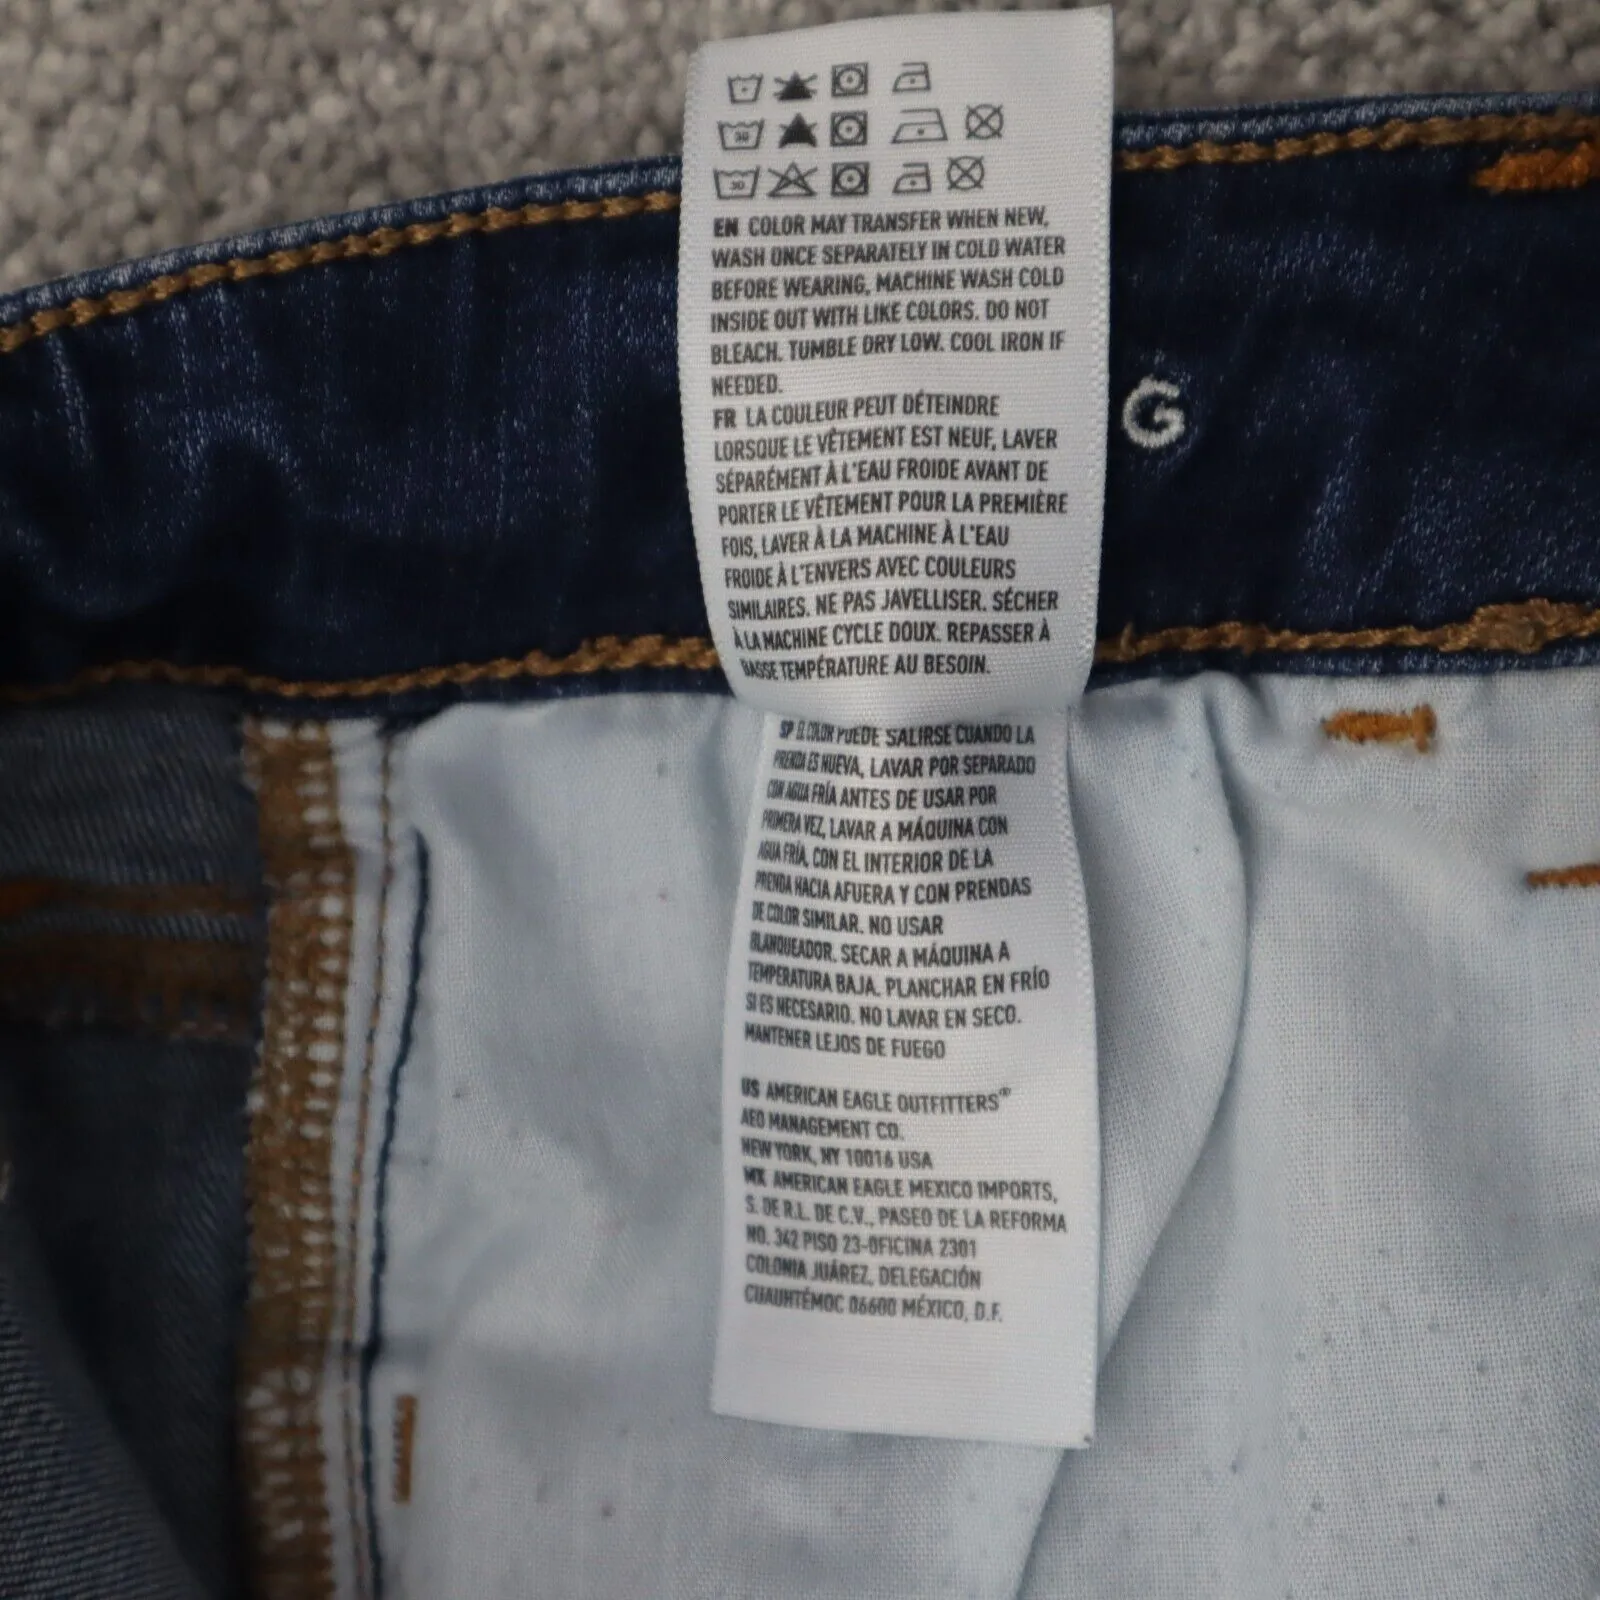 30
30
EN COLOR MAY TRANSFER WHEN NEW,
WASH ONCE SEPARATELY IN COLD WATER
BEFORE WEARING, MACHINE WASH COLD
INSIDE OUT WITH LIKE COLORS. DO NOT
BLEACH. TUMBLE DRY LOW. COOL IRON IF
NEEDED.
FR LA COULEUR PEUT DÉTEINDRE
LORSQUE LE VÊTEMENT EST NEUF, LAVER
SÉPARÉMENT À L'EAU FROIDE AVANT DE
PORTER LE VÊTEMENT POUR LA PREMIÈRE
FOIS, LAVER À LA MACHINE À L'EAU
FROIDE À L'ENVERS AVEC COULEURS
SIMILAIRES. NE PAS JAVELLISER. SÉCHER
À LA MACHINE CYCLE DOUX. REPASSER À
BASSE TEMPÉRATURE AU BESOIN.
SP EL COLOR PUEDE SALIRSE CUANDO LA
PRENDA ES NUEVA, LAVAR POR SEPARADO
CON AGUA FRÍA ANTES DE USAR POR
PRIMERA VEZ, LAVAR A MÁQUINA CON
AGUA FRÍA, CON EL INTERIOR DE LA
PRENDA HACIA AFUERA Y CON PRENDAS
DE COLOR SIMILAR. NO USAR
BLANQUEADOR. SECAR A MÁQUINA A
TEMPERATURA BAJA. PLANCHAR EN FRÍO
SI ES NECESARIO. NO LAVAR EN SECO.
MANTENER LEJOS DE FUEGO
US AMERICAN EAGLE OUTFITTERS®
AEO MANAGEMENT CO.
NEW YORK, NY 10016 USA
MX AMERICAN EAGLE MEXICO IMPORTS,
S. DE R.L. DE C.V., PASEO DE LA REFORMA
NO. 342 PISO 23-OFICINA 2301
COLONIA JUÁREZ, DELEGACIÓN
CUAUHTÉMOC 06600 MÉXICO, D.F.
G